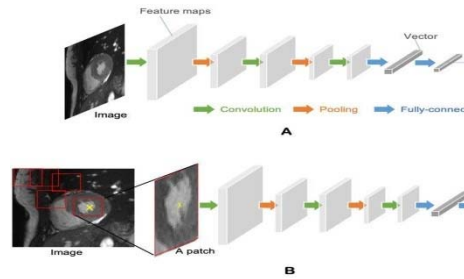 Feature maps
Vector
Image
Convolution
Pooling
A
Image
A patch
B